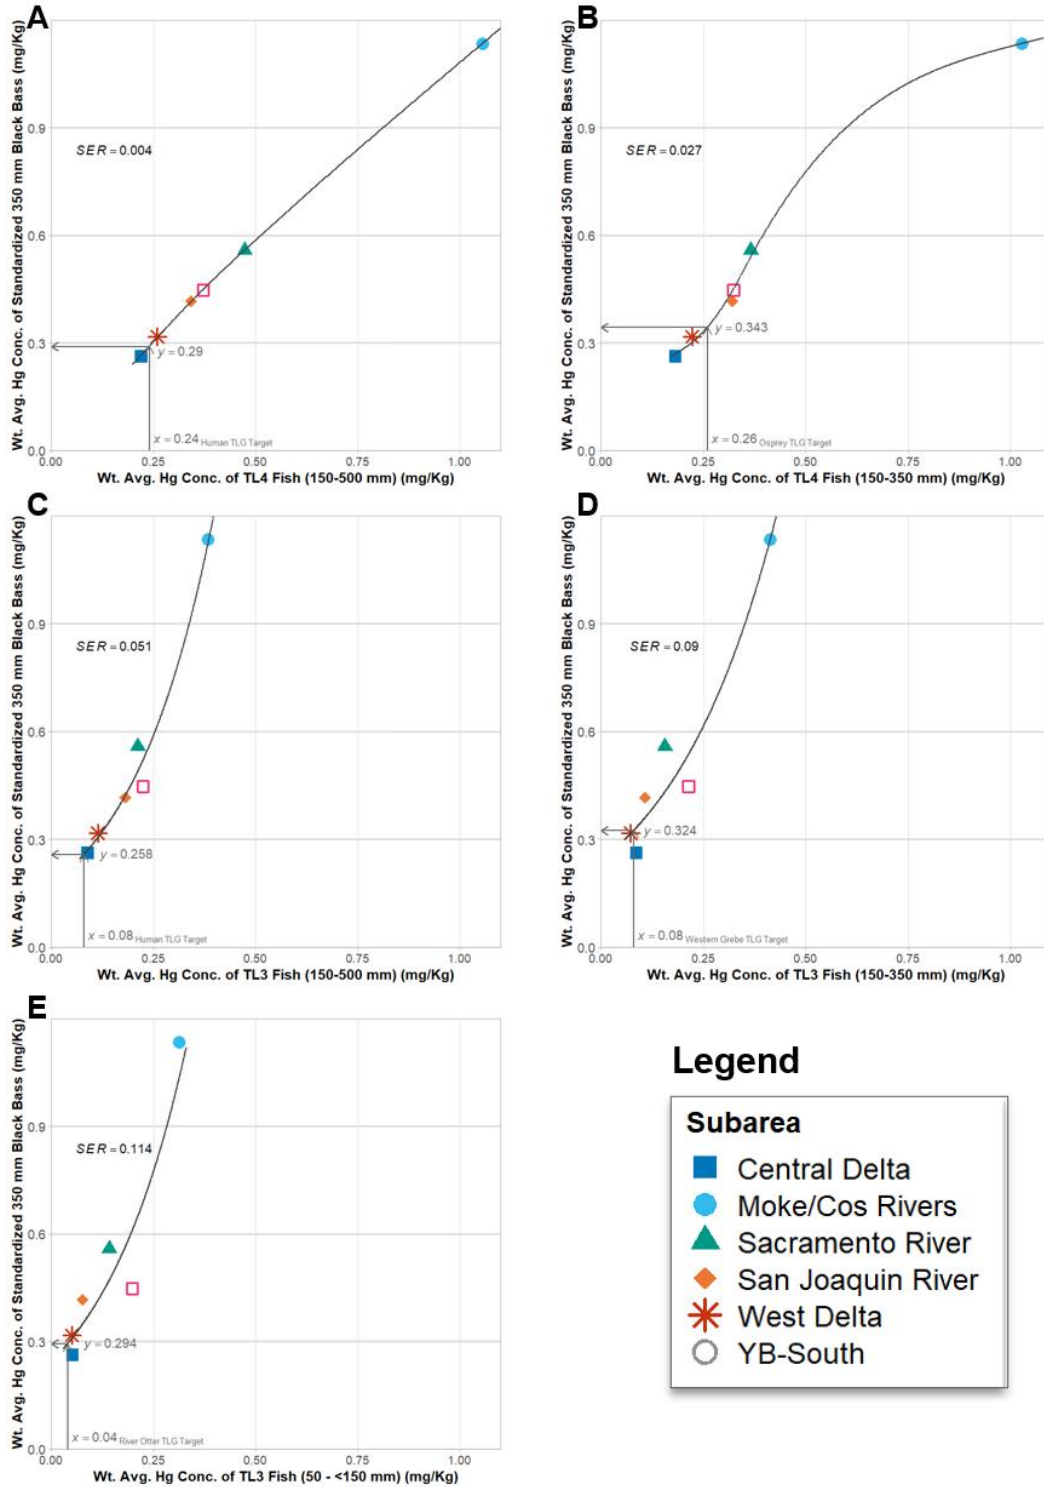 A
Wt. Avg. Hg Conc. of Standardized 350 mm Black Bass (mg/Kg)
0.9
0.6
0.3
0.0
SER = 0.004
y = 0.29
x = 0.24 Human TLG Target
0.00 0.25 0.50 0.75 1.00
Wt. Avg. Hg Conc. of TL4 Fish (150-500 mm) (mg/Kg)
B
Wt. Avg. Hg Conc. of Standardized 350 mm Black Bass (mg/Kg)
0.9
0.6
0.3
0.0
SER = 0.027
y = 0.343
x = 0.26 Osprey TLG Target
0.00 0.25 0.50 0.75 1.00
Wt. Avg. Hg Conc. of TL4 Fish (150-350 mm) (mg/Kg)
C
Wt. Avg. Hg Conc. of Standardized 350 mm Black Bass (mg/Kg)
0.9
0.6
0.3
0.0
SER = 0.051
y = 0.258
x = 0.08 Human TLG Target
0.00 0.25 0.50 0.75 1.00
Wt. Avg. Hg Conc. of TL3 Fish (150-500 mm) (mg/Kg)
D
Wt. Avg. Hg Conc. of Standardized 350 mm Black Bass (mg/Kg)
0.9
0.6
0.3
0.0
SER = 0.09
y = 0.324
x = 0.08 Western Grebe TLG Target
0.00 0.25 0.50 0.75 1.00
Wt. Avg. Hg Conc. of TL3 Fish (150-350 mm) (mg/Kg)
E
Wt. Avg. Hg Conc. of Standardized 350 mm Black Bass (mg/Kg)
0.9
0.6
0.3
0.0
SER = 0.114
y = 0.294
x = 0.04 River Otter TLG Target
0.00 0.25 0.50 0.75 1.00
Wt. Avg. Hg Conc. of TL3 Fish (50 - <150 mm) (mg/Kg)
Legend
Subarea
Central Delta
Moke/Cos Rivers
Sacramento River
San Joaquin River
West Delta
YB-South